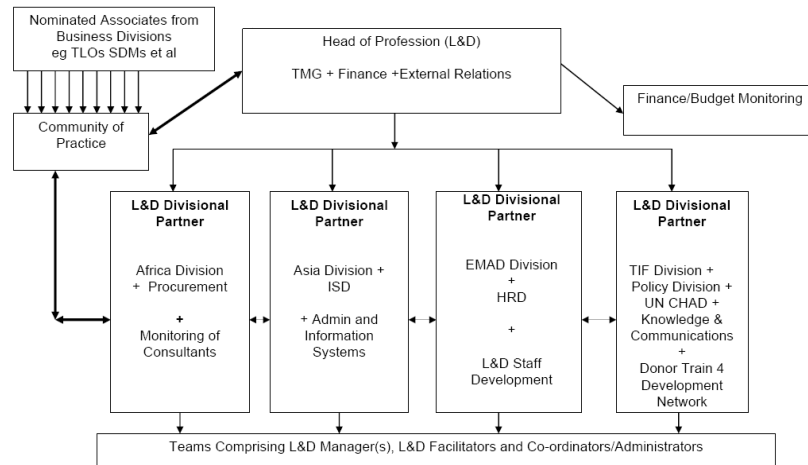 Nominated Associates from
Business Divisions
eg TLOs SDMs et al
Head of Profession (L&D)
TMG + Finance +External Relations
Finance/Budget Monitoring
Community of
Practice
L&D Divisional
Partner
Africa Division
+ Procurement
+
Monitoring of
Consultants
L&D Divisional
Partner
Asia Division +
ISD
+ Admin and
Information
Systems
L&D Divisional
Partner
EMAD Division
+
HRD
+
L&D Staff
Development
L&D Divisional
Partner
TIF Division +
Policy Division +
UN CHAD +
Knowledge &
Communications
+
Donor Train 4
Development
Network
Teams Comprising L&D Manager(s), L&D Facilitators and Co-ordinators/Administrators